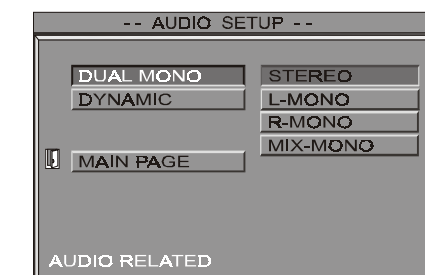 -- AUDIO SETUP --
DUAL MONO
DYNAMIC
MAIN PAGE
STEREO
L-MONO
R-MONO
MIX-MONO
AUDIO RELATED